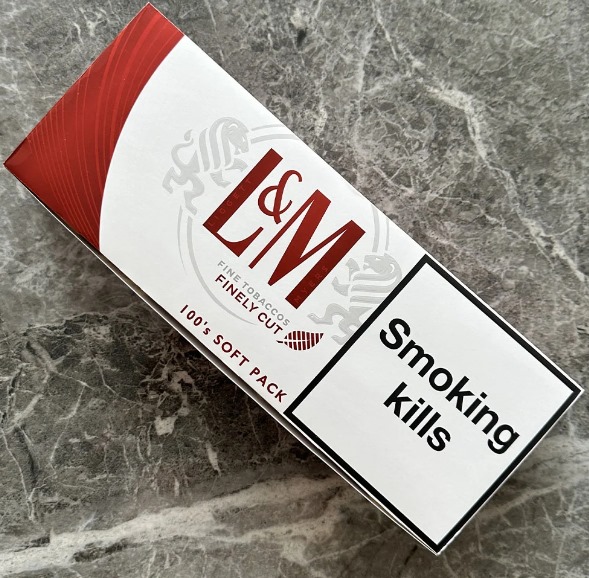 L&M
FINE TOBACCOS
FINELY CUT
100's SOFT PACK
Smoking
kills